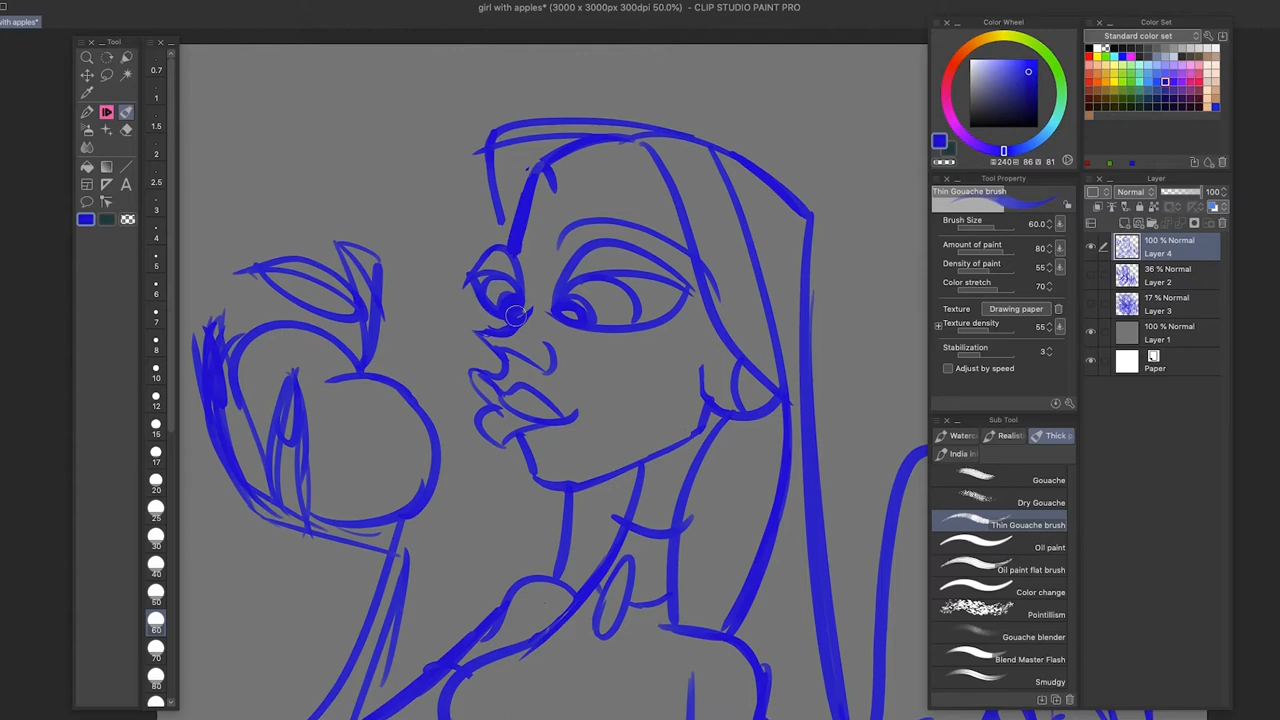 girl with apples* (3000 x 3000px 300dpi 50.0%) - CLIP STUDIO PAINT PRO
with apples*
Tool
0.7
1
1.5
2
2.5
3
4
5
6
7
8
10
12
15
17
20
25
30
40
50
60
70
80
Color Wheel
240 86 81
Tool Property
Thin Gouache brush
Brush Size 60.0
Amount of paint 80
Density of paint 55
Color stretch 70
Texture Drawing paper
Texture density 55
Stabilization 3
Adjust by speed
Sub Tool
Waterc Realist Thick p
India In
Gouache
Dry Gouache
Thin Gouache brush
Oil paint
Oil paint flat brush
Color change
Pointillism
Gouache blender
Blend Master Flash
Smudgy
Color Set
Standard color set
Layer
Normal 100
100 % Normal
Layer 4
36 % Normal
Layer 2
17 % Normal
Layer 3
100 % Normal
Layer 1
Paper